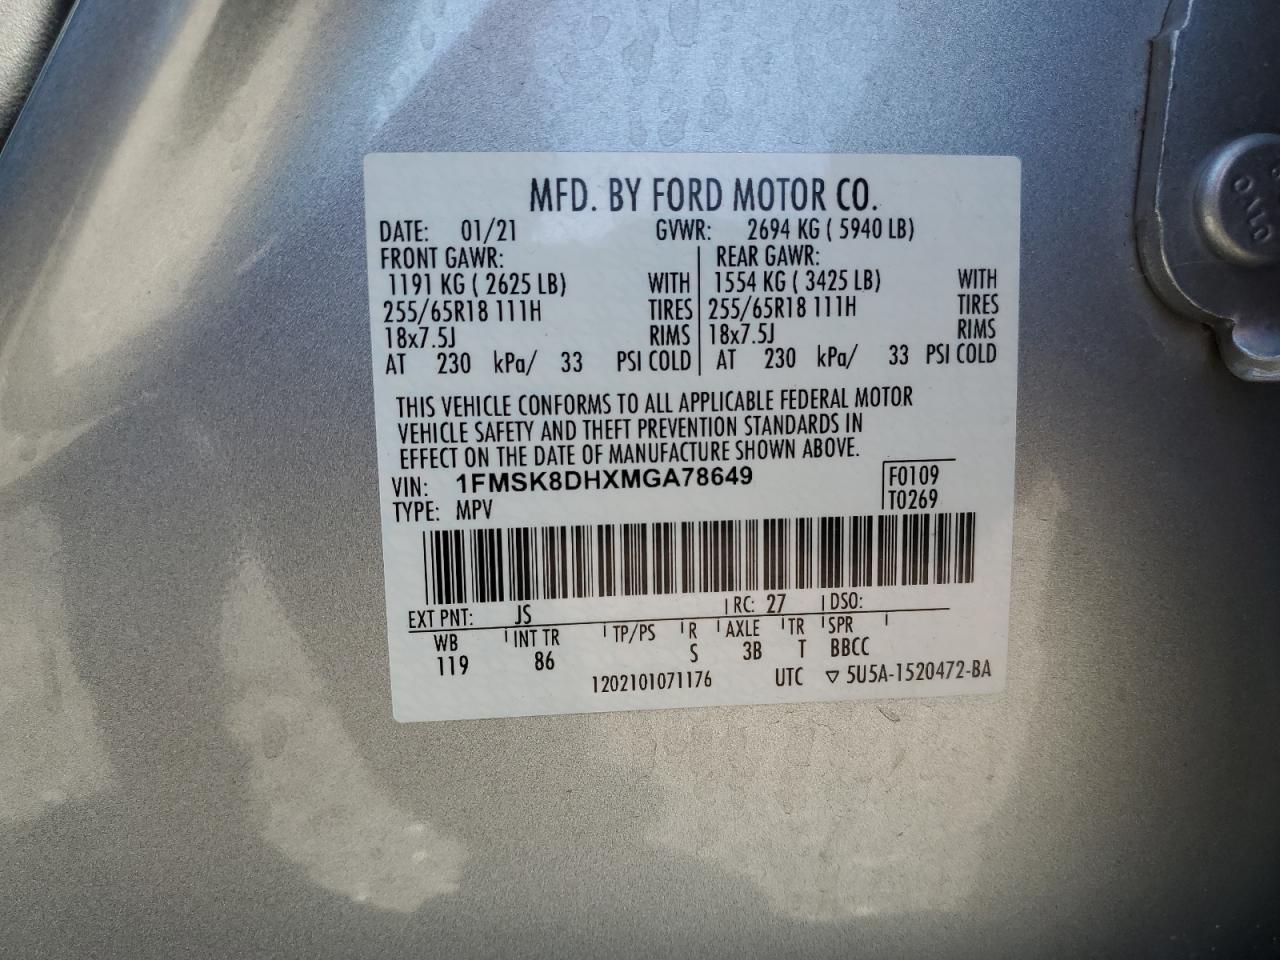 MFD. BY FORD MOTOR CO.
DATE: 01/21 GVWR: 2694 KG ( 5940 LB)
FRONT GAWR: REAR GAWR:
1191 KG ( 2625 LB) WITH 1554 KG ( 3425 LB) WITH
255/65R18 111H TIRES 255/65R18 111H TIRES
18x7.5J RIMS 18x7.5J RIMS
AT 230 kPa/ 33 PSI COLD AT 230 kPa/ 33 PSI COLD
THIS VEHICLE CONFORMS TO ALL APPLICABLE FEDERAL MOTOR
VEHICLE SAFETY AND THEFT PREVENTION STANDARDS IN
EFFECT ON THE DATE OF MANUFACTURE SHOWN ABOVE.
VIN: 1FMSK8DHXMGA78649 F0109
TYPE: MPV T0269
EXT PNT: JS RC: 27 DSO:
WB INT TR TP/PS R AXLE TR SPR
119 86 S 3B T BBCC
1202101071176 UTC ▽ 5U5A-1520472-BA